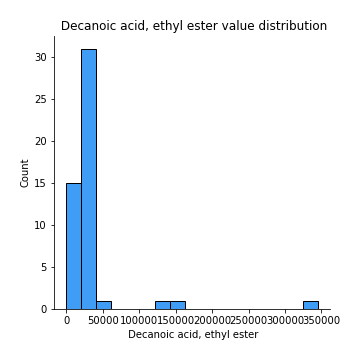 Decanoic acid, ethyl ester value distribution
30
25
20
15
10
5
0
Count
0 50000 100000 150000 200000 250000 300000 350000
Decanoic acid, ethyl ester